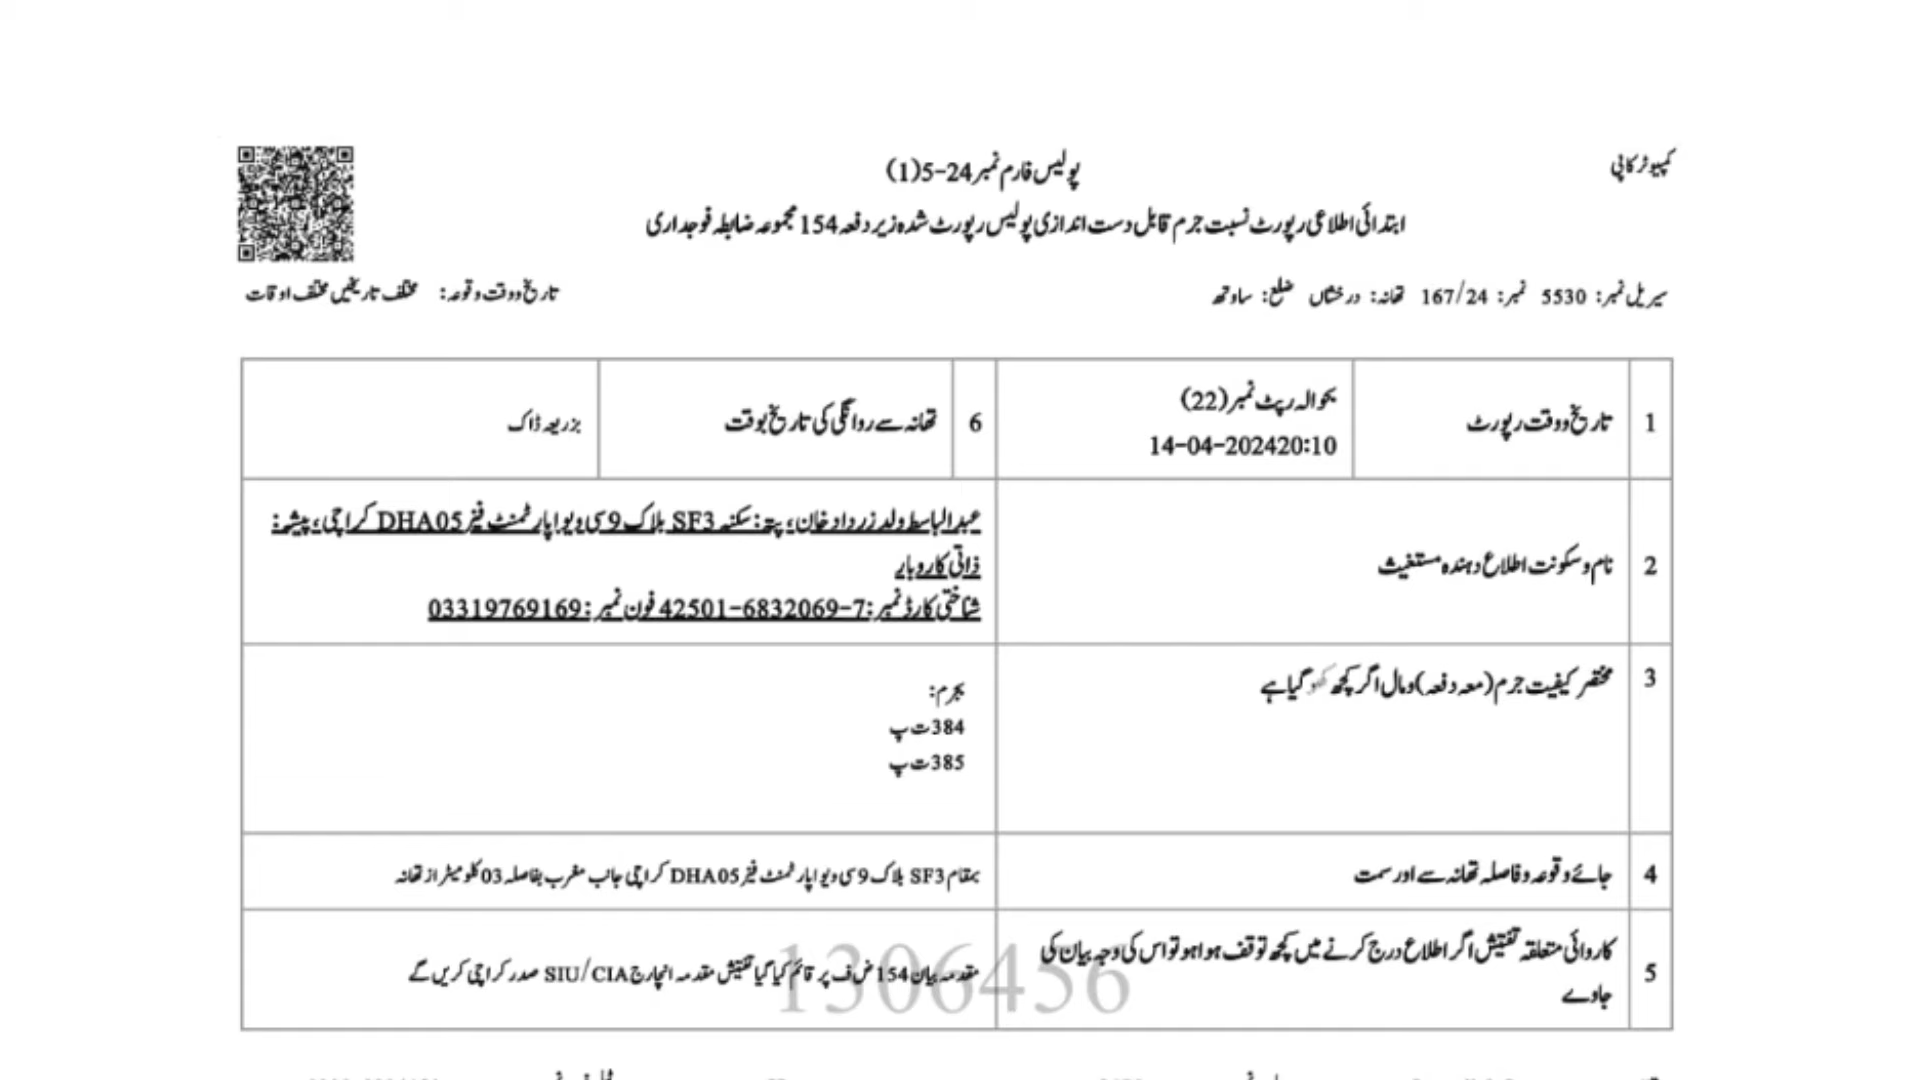 کمپیوٹر کاپی
پولیس فارم نمبر 24-5(1)
ابتدائی اطلاعی رپورٹ نسبت جرم قابل دست اندازی پولیس رپورٹ شدہ زیر دفعہ 154 مجموعہ ضابطہ فوجداری
سیریل نمبر: 5530 نمبر: 167/24 تھانہ: درخشاں ضلع: ساوتھ
تاریخ ووقت وقوعہ: مختلف تاریخیں مختلف اوقات
1
تاریخ ووقت رپورٹ
بحوالہ رپٹ نمبر (22)
14-04-202420:10
6
تھانہ سے روانگی کی تاریخ بوقت
بزریعہ ڈاک
2
نام و سکونت اطلاع دہندہ مستغیث
عبدالباسط ولد زرداد خان، پتہ: سکنہ SF3 بلاک 9 سی ویو اپارٹمنٹ فیز DHA05 کراچی، پیشہ:
ذاتی کاروبار
شناختی کارڈ نمبر: 42501-6832069-7 فون نمبر: 03319769169
3
مختصر کیفیت جرم (معہ دفعہ) ومال اگر کچھ کھو گیا ہے
بجرم:
384 ت پ
385 ت پ
4
جائے وقوعہ وفاصلہ تھانہ سے اور سمت
بمقام SF3 بلاک 9 سی ویو اپارٹمنٹ فیز DHA05 کراچی جانب مغرب بفاصلہ 03 کلو میٹر از تھانہ
5
کاروائی متعلقہ تفتیش اگر اطلاع درج کرنے میں کچھ توقف ہوا ہو تو اس کی وجہ بیان کی
جاوے
مقدمہ بیان 154 ض ف پر قائم کیا گیا تفتیش مقدمہ انچارج SIU/CIA صدر کراچی کریں گے
1306456